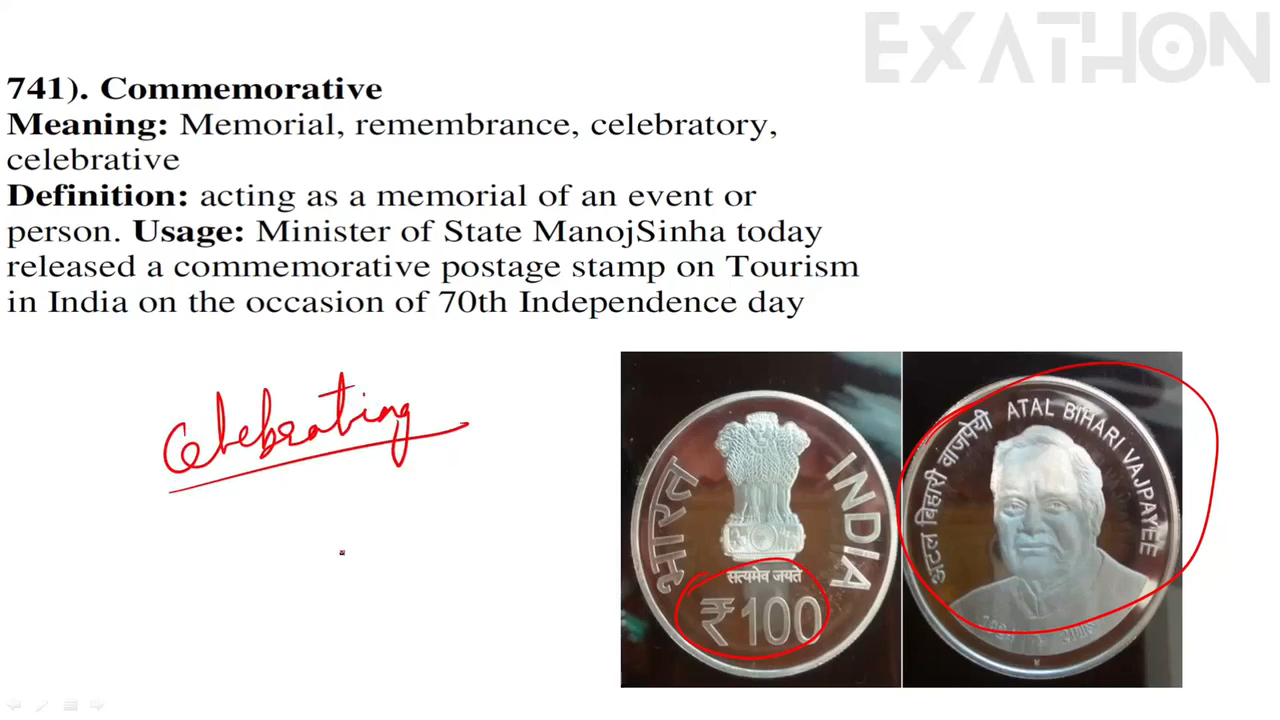 EXATHON
741). Commemorative
Meaning: Memorial, remembrance, celebratory,
celebrative
Definition: acting as a memorial of an event or
person. Usage: Minister of State ManojSinha today
released a commemorative postage stamp on Tourism
in India on the occasion of 70th Independence day
Celebrating
भारत
INDIA
सत्यमेव जयते
₹100
अटल बिहारी वाजपेयी
ATAL BIHARI VAJPAYEE